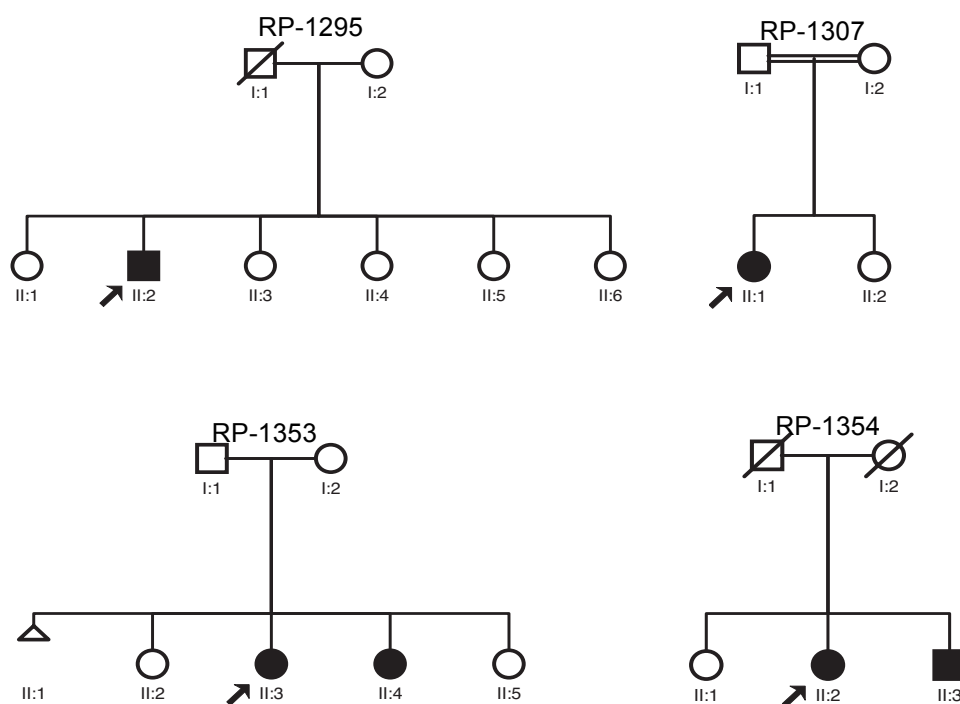 RP-1295
I:1 I:2
II:1 II:2 II:3 II:4 II:5 II:6
RP-1307
I:1 I:2
II:1 II:2
RP-1353
I:1 I:2
II:1 II:2 II:3 II:4 II:5
RP-1354
I:1 I:2
II:1 II:2 II:3